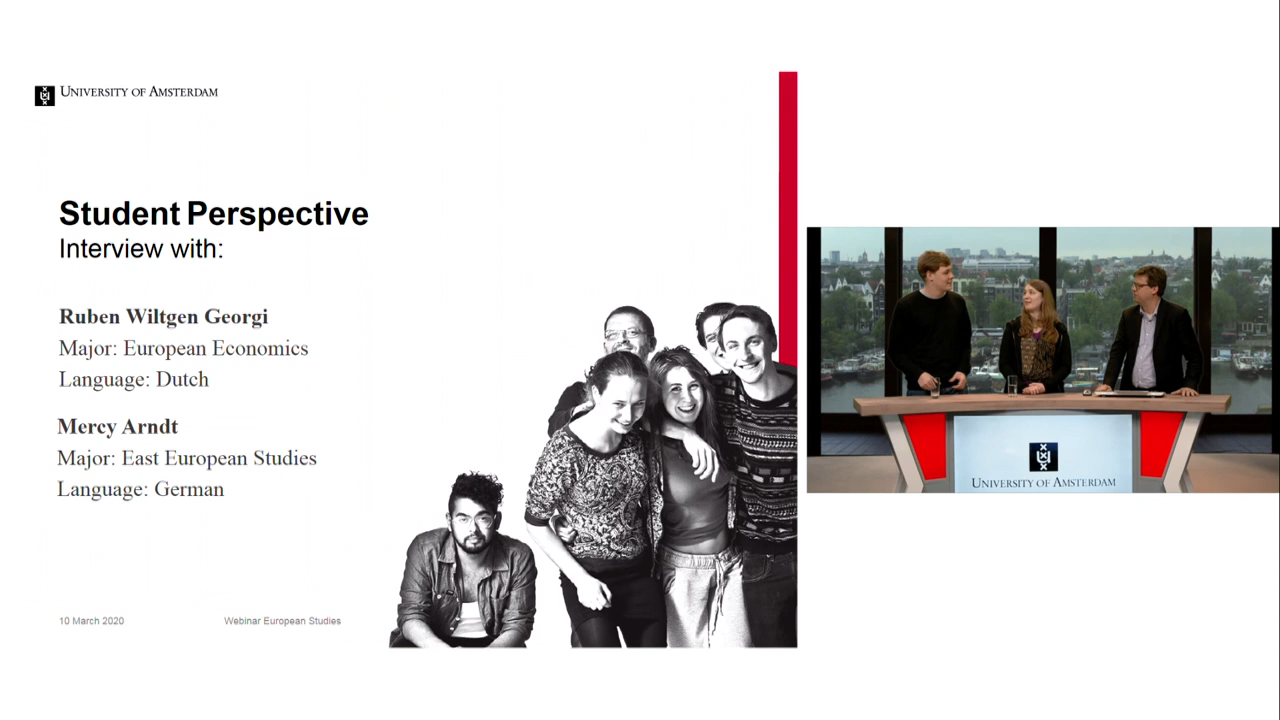 UNIVERSITY OF AMSTERDAM
Student Perspective
Interview with:
Ruben Wiltgen Georgi
Major: European Economics
Language: Dutch
Mercy Arndt
Major: East European Studies
Language: German
10 March 2020
Webinar European Studies
UNIVERSITY OF AMSTERDAM